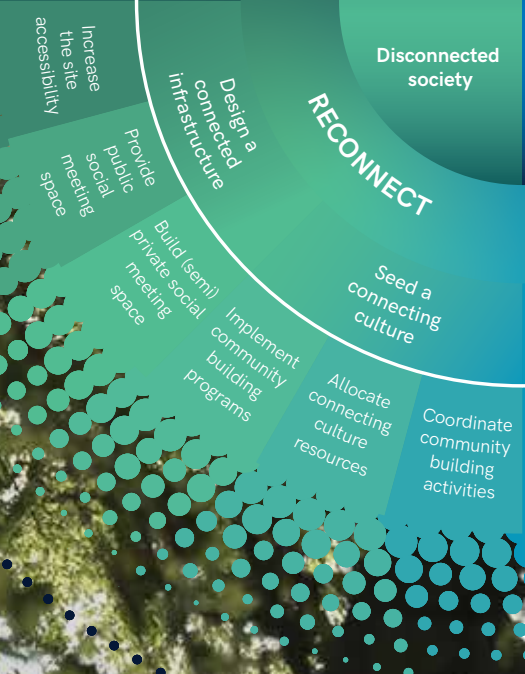 Disconnected
society
RECONNECT
Design a
connected
infrastructure
Seed a
connecting
culture
Increase
the site
accessibility
Provide
public
social
meeting
space
Build (semi)
private social
meeting
space
Implement
community
building
programs
Allocate
connecting
culture
resources
Coordinate
community
building
activities